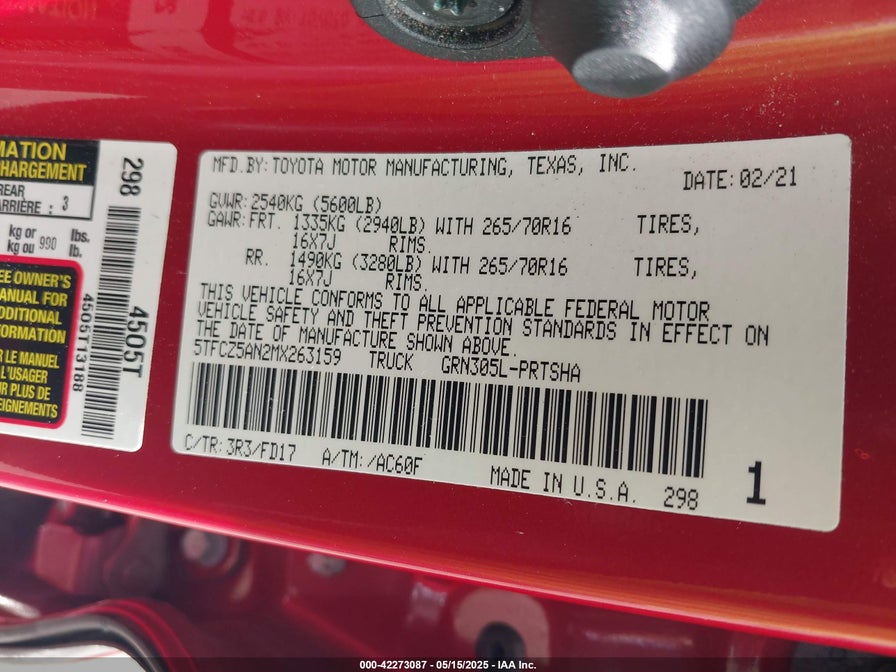 MATION
CHARGEMENT
REAR
ARRIÈRE : 3
kg or lbs.
kg ou 990 lb.
EE OWNER'S
MANUAL FOR
ADDITIONAL
FORMATION
R LE MANUEL
L'USAGER
UR PLUS DE
EIGNEMENTS
298
4505T
4505T13188
MFD.BY:TOYOTA MOTOR MANUFACTURING, TEXAS, INC.
DATE:02/21
GVWR:2540KG (5600LB)
GAWR:FRT. 1335KG (2940LB) WITH 265/70R16 TIRES,
16X7J RIMS.
RR. 1490KG (3280LB) WITH 265/70R16 TIRES,
16X7J RIMS.
THIS VEHICLE CONFORMS TO ALL APPLICABLE FEDERAL MOTOR
VEHICLE SAFETY AND THEFT PREVENTION STANDARDS IN EFFECT ON
THE DATE OF MANUFACTURE SHOWN ABOVE.
5TFCZ5AN2MX263159 TRUCK GRN305L-PRTSHA
C/TR:3R3/FD17 A/TM:/AC60F
MADE IN U.S.A. 298 1
000-42273087 - 05/15/2025 - IAA Inc.